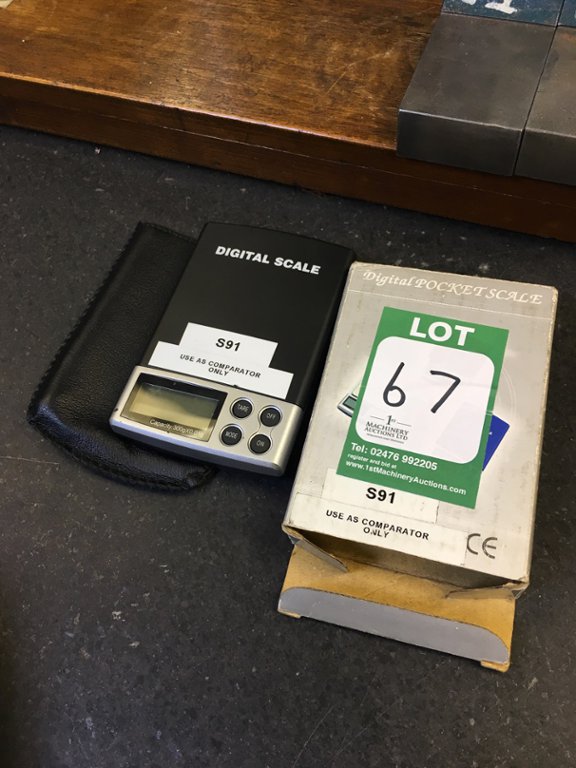 DIGITAL SCALE
S91
USE AS COMPARATOR
ONLY
TARE
OFF
MODE
ON
Digital POCKET SCALE
LOT
67
1st
MACHINERY
AUCTIONS LTD
Tel: 02476 992205
register and bid at
www.1stMachineryAuctions.com
S91
USE AS COMPARATOR
ONLY
CE